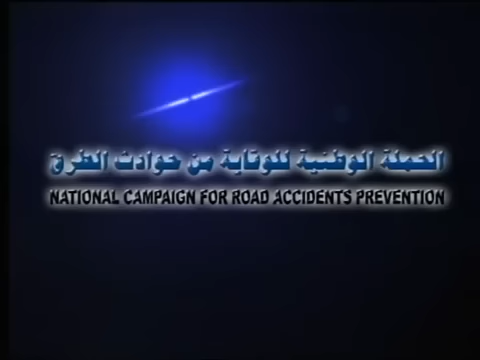 الحملة الوطنية للوقاية من حوادث الطرق
NATIONAL CAMPAIGN FOR ROAD ACCIDENTS PREVENTION